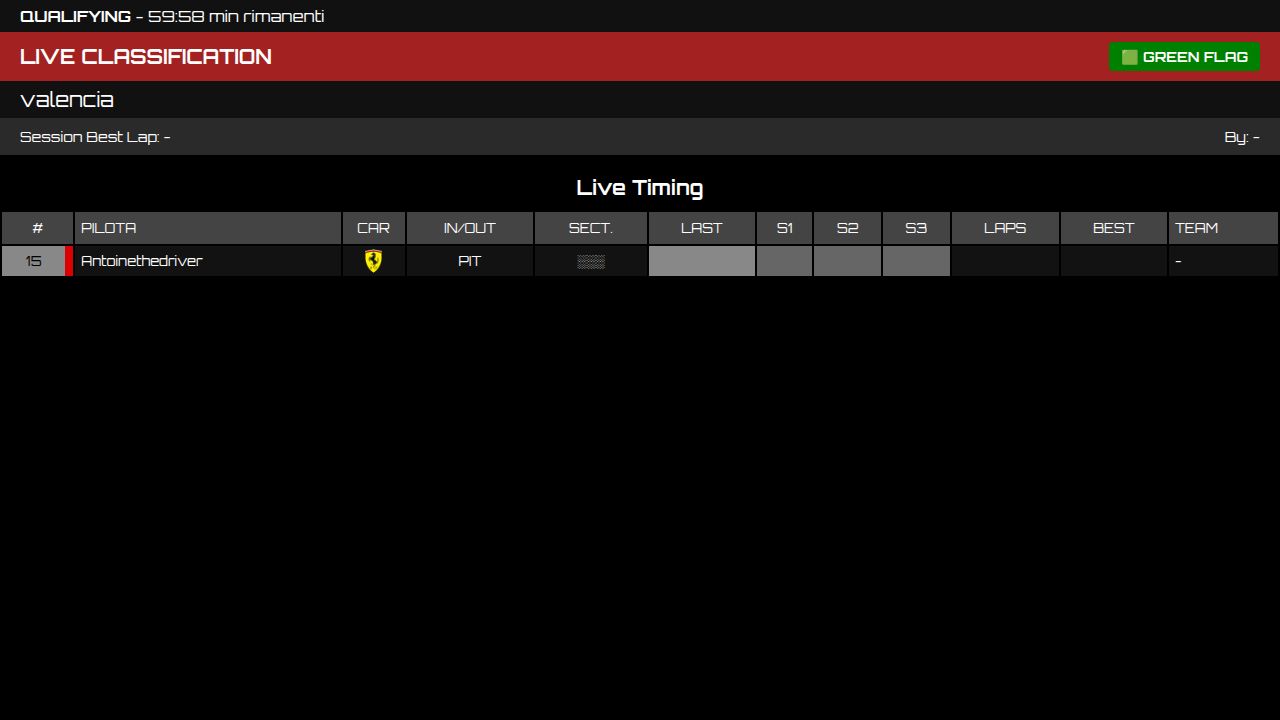 QUALIFYING - 59:58 min rimanenti
LIVE CLASSIFICATION
🟩 GREEN FLAG
valencia
Session Best Lap: -
By: -
Live Timing
# PILOTA CAR IN/OUT SECT. LAST S1 S2 S3 LAPS BEST TEAM
15 Antoinethedriver PIT ░░░ -